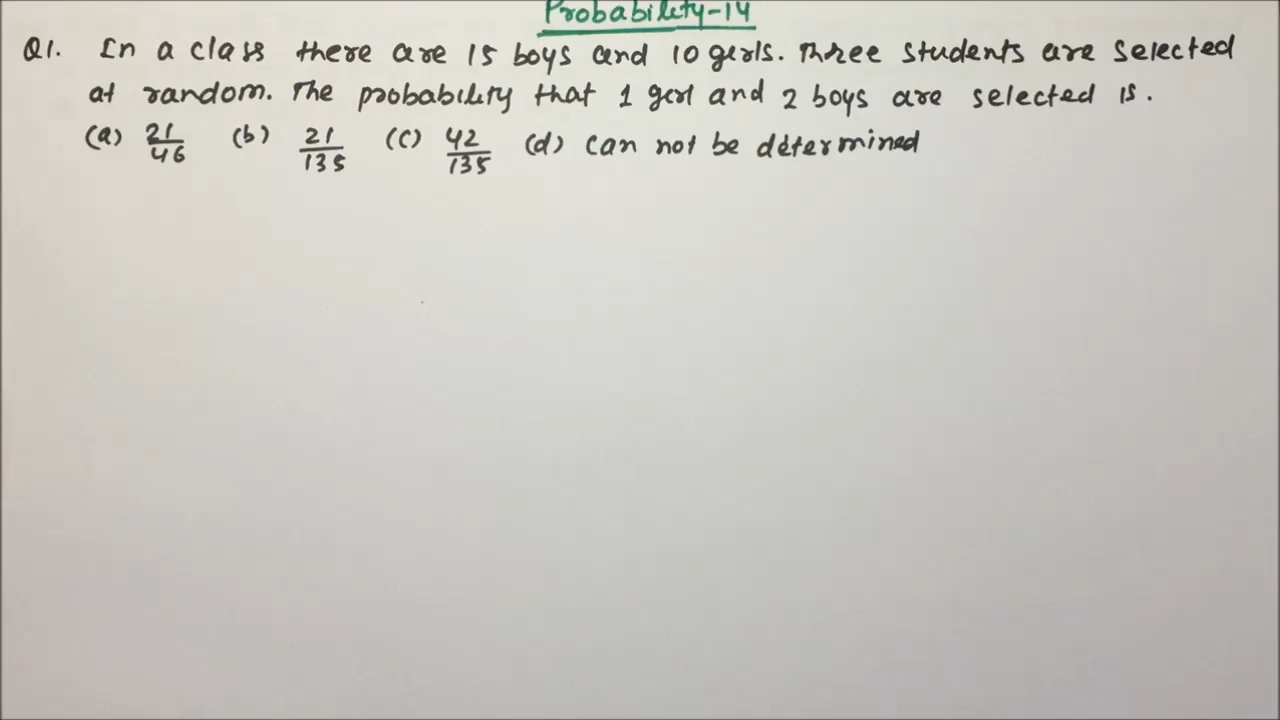 Probability-14
Q1. In a class there are 15 boys and 10 girls. Three students are selected
at random. The probability that 1 girl and 2 boys are selected is.
(a) 21/46 (b) 21/135 (c) 42/135 (d) can not be determined